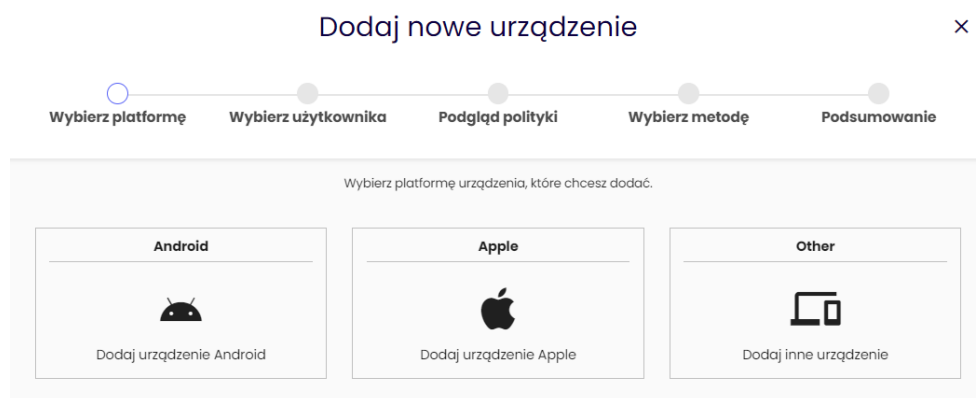 Dodaj nowe urządzenie ×
Wybierz platformę Wybierz użytkownika Podgląd polityki Wybierz metodę Podsumowanie
Wybierz platformę urządzenia, które chcesz dodać.
Android Apple Other
Dodaj urządzenie Android Dodaj urządzenie Apple Dodaj inne urządzenie